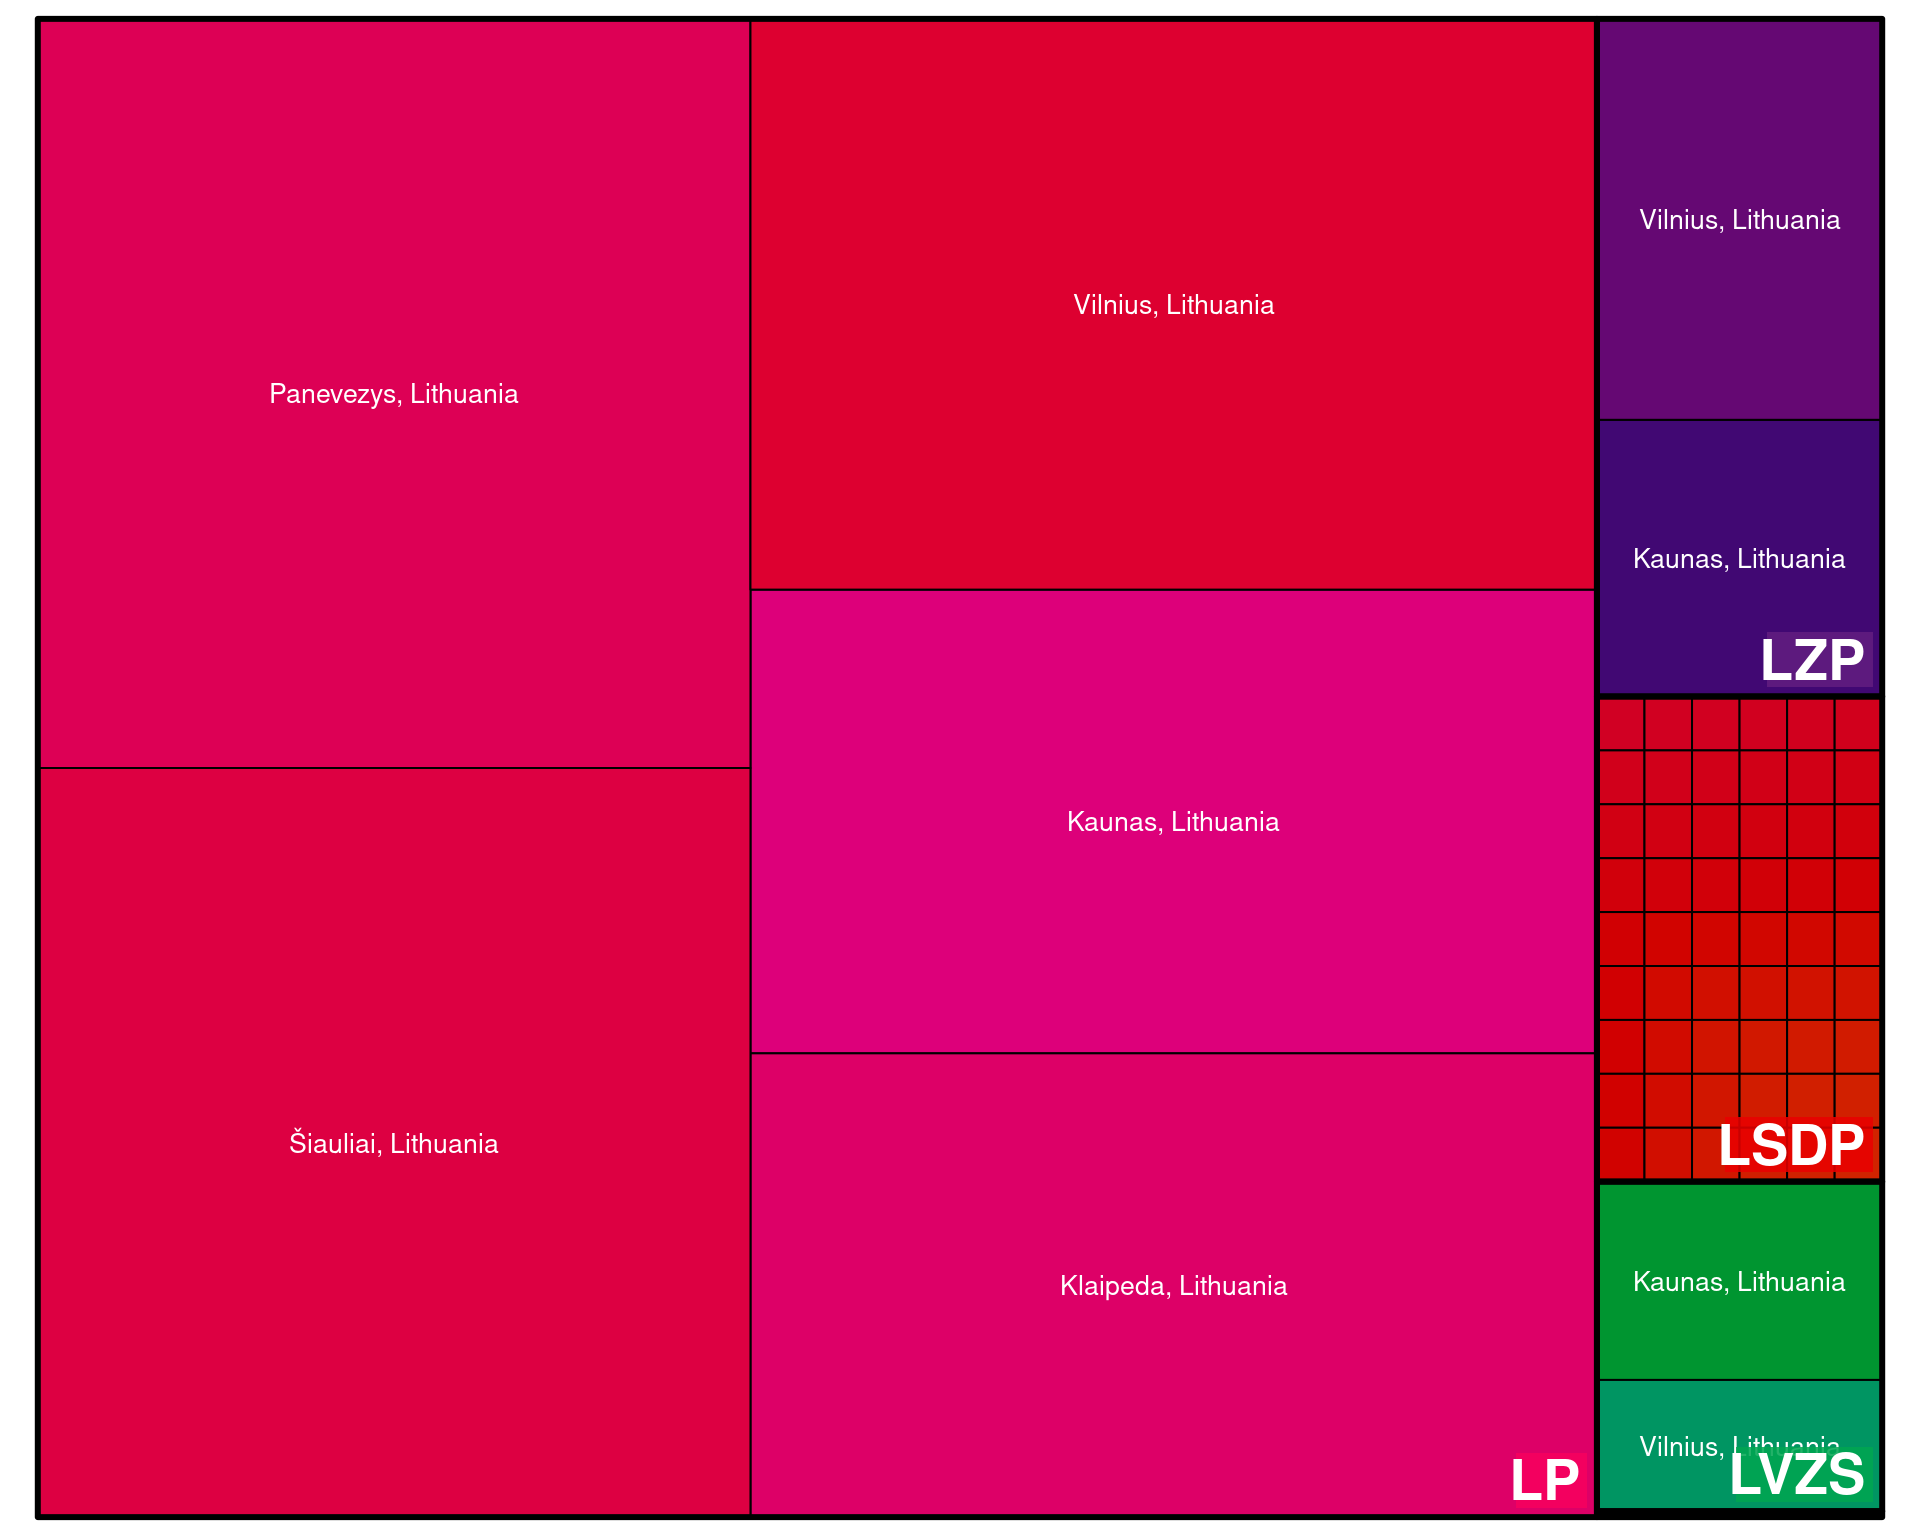 Panevezys, Lithuania
Šiauliai, Lithuania
Vilnius, Lithuania
Kaunas, Lithuania
Klaipeda, Lithuania
LP
Vilnius, Lithuania
Kaunas, Lithuania
LZP
LSDP
Kaunas, Lithuania
Vilnius, Lithuania
LVZS